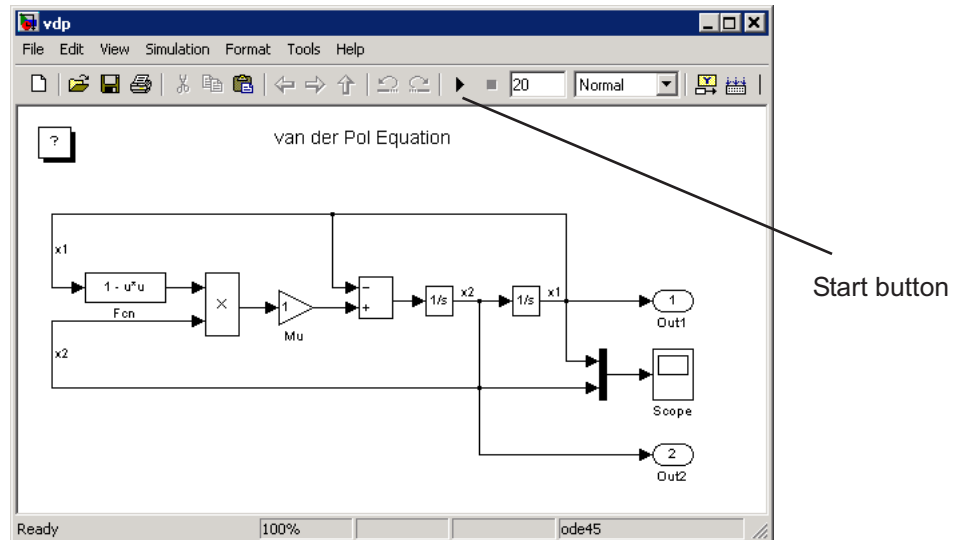 vdp
File Edit View Simulation Format Tools Help
20 Normal
?
van der Pol Equation
x1
1 - u*u
Fcn
×
1
Mu
−
+
1/s
x2
1/s
x1
1
Out1
Start button
x2
Scope
2
Out2
Ready 100% ode45